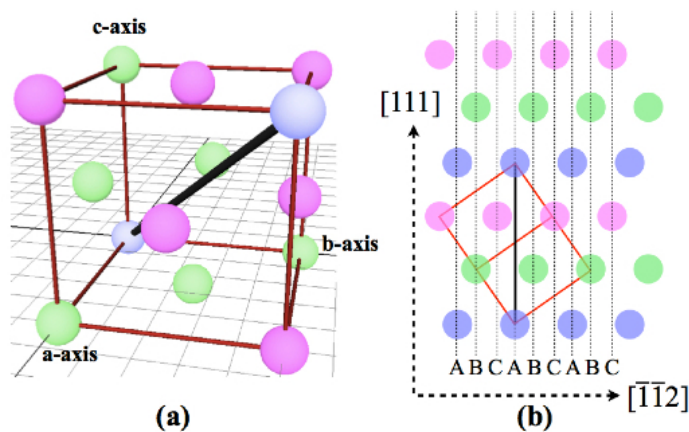 c-axis
b-axis
a-axis
(a)
[111]
A B C A B C A B C
[1̅1̅2]
(b)